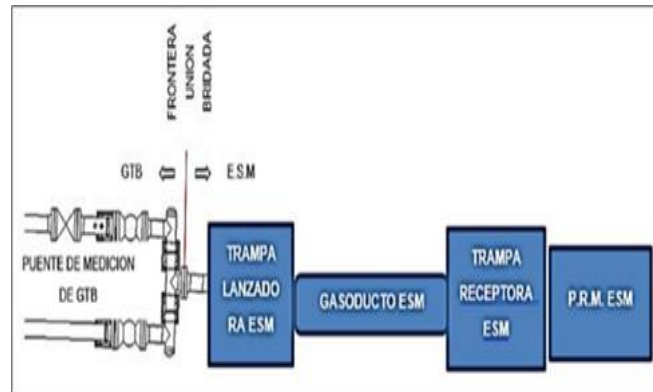 FRONTERA
UNION
BRIDADA
GTB
E.S.M
PUENTE DE MEDICION
DE GTB
TRAMPA
LANZADO
RA ESM
GASODUCTO ESM
TRAMPA
RECEPTORA
ESM
P.R.M. ESM